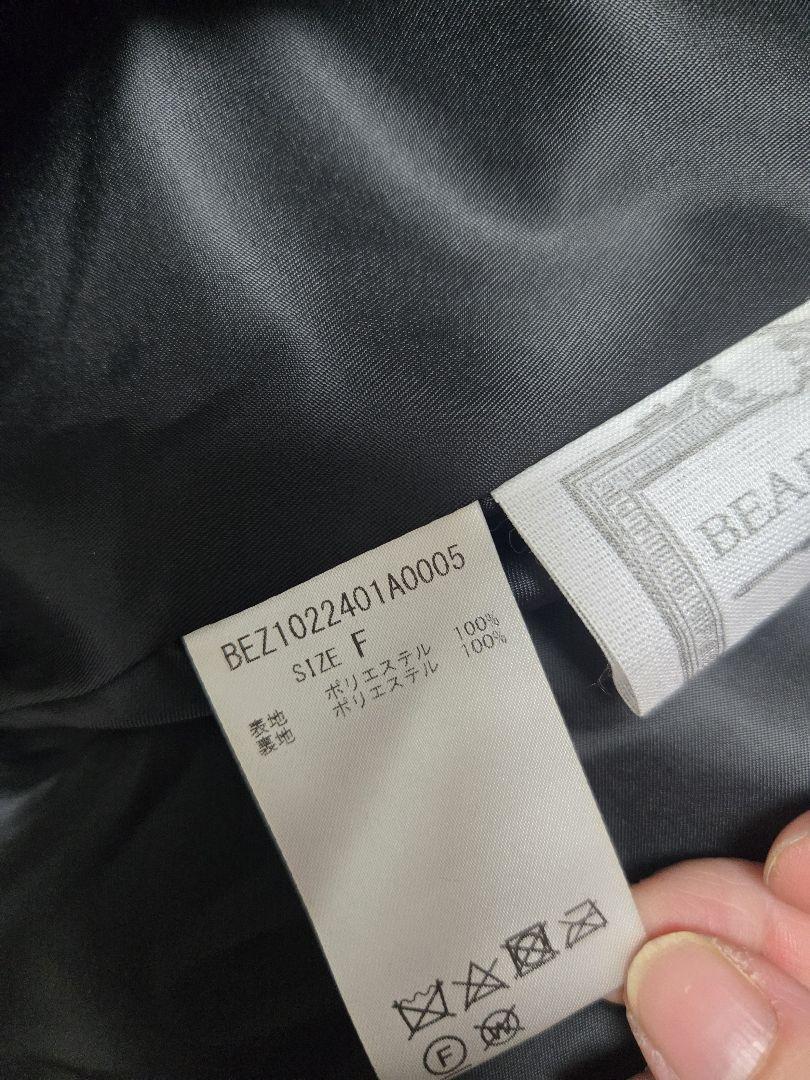 BEZ1022401A0005
SIZE F
表地 ポリエステル 100%
裏地 ポリエステル 100%
F
W